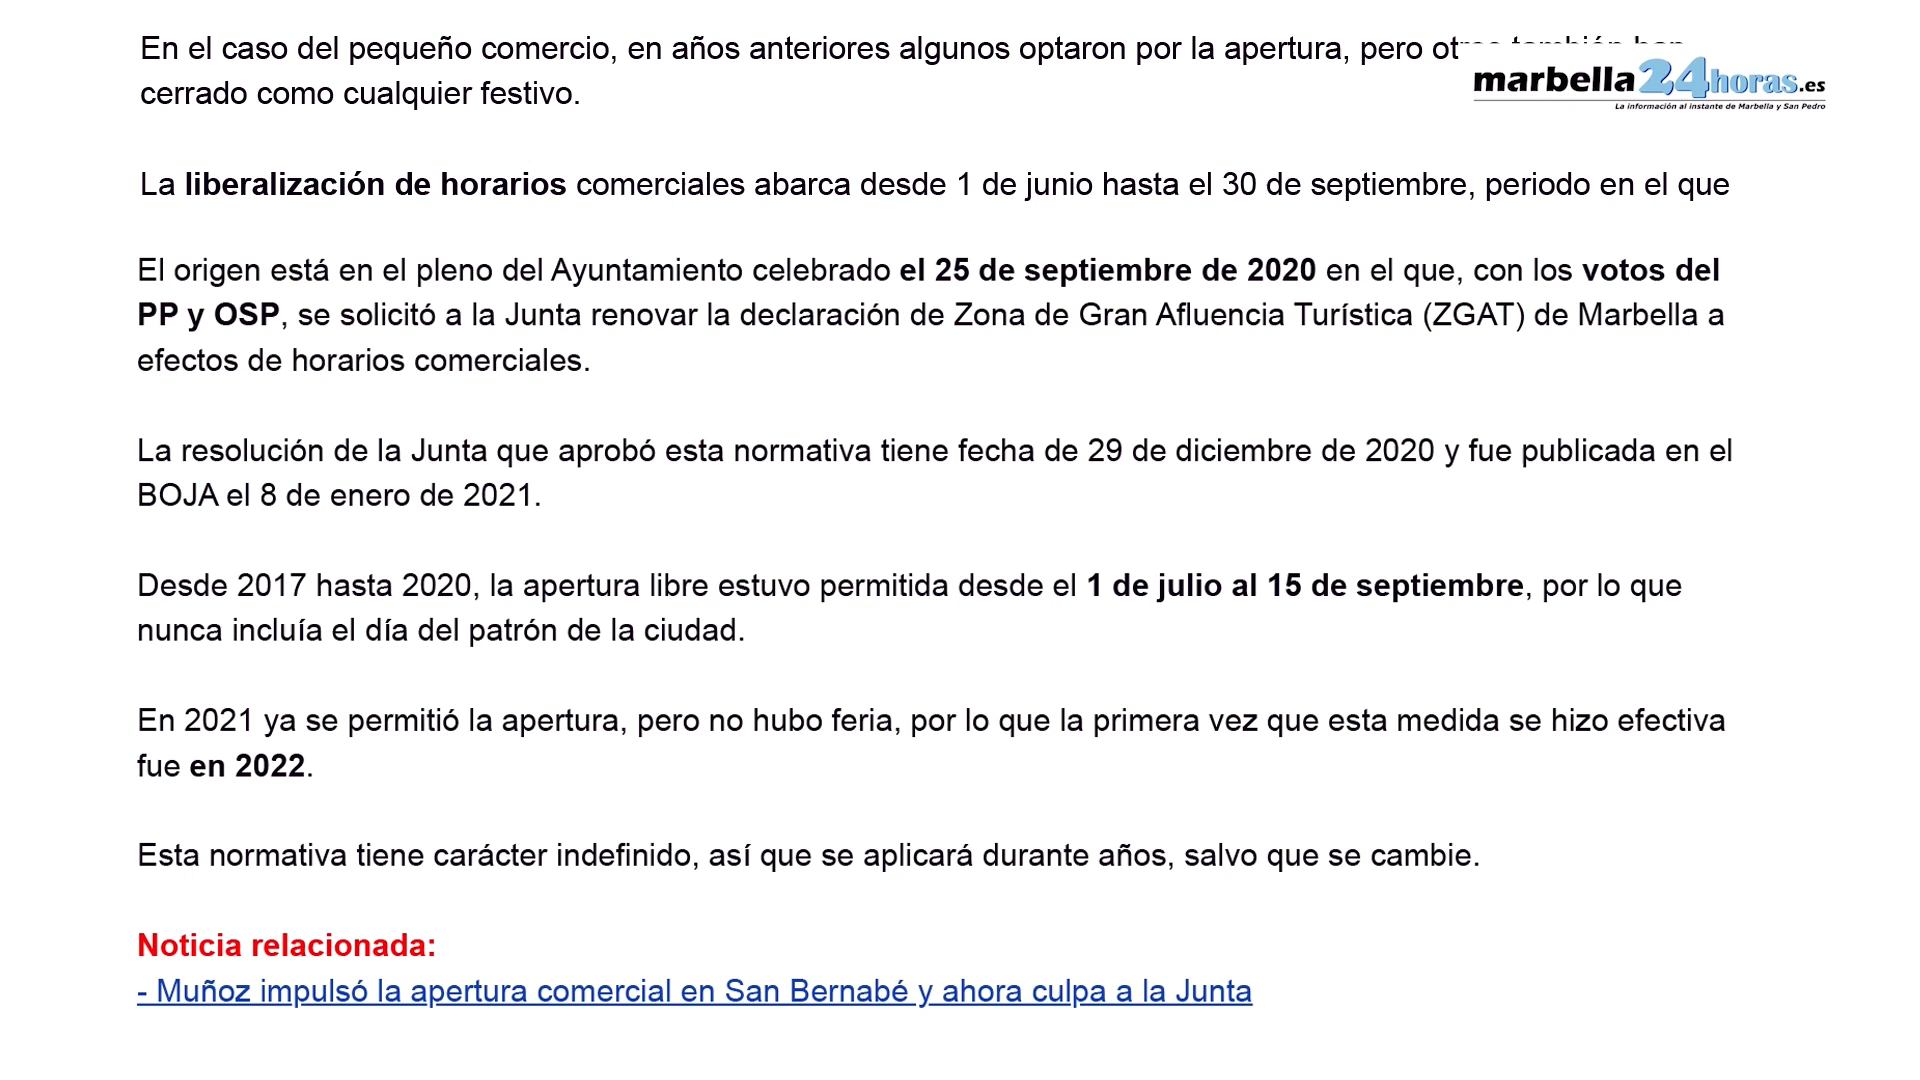 En el caso del pequeño comercio, en años anteriores algunos optaron por la apertura, pero
cerrado como cualquier festivo.
marbella24horas.es
La información al instante de Marbella y San Pedro
La liberalización de horarios comerciales abarca desde 1 de junio hasta el 30 de septiembre, periodo en el que
El origen está en el pleno del Ayuntamiento celebrado el 25 de septiembre de 2020 en el que, con los votos del
PP y OSP, se solicitó a la Junta renovar la declaración de Zona de Gran Afluencia Turística (ZGAT) de Marbella a
efectos de horarios comerciales.
La resolución de la Junta que aprobó esta normativa tiene fecha de 29 de diciembre de 2020 y fue publicada en el
BOJA el 8 de enero de 2021.
Desde 2017 hasta 2020, la apertura libre estuvo permitida desde el 1 de julio al 15 de septiembre, por lo que
nunca incluía el día del patrón de la ciudad.
En 2021 ya se permitió la apertura, pero no hubo feria, por lo que la primera vez que esta medida se hizo efectiva
fue en 2022.
Esta normativa tiene carácter indefinido, así que se aplicará durante años, salvo que se cambie.
Noticia relacionada:
- Muñoz impulsó la apertura comercial en San Bernabé y ahora culpa a la Junta